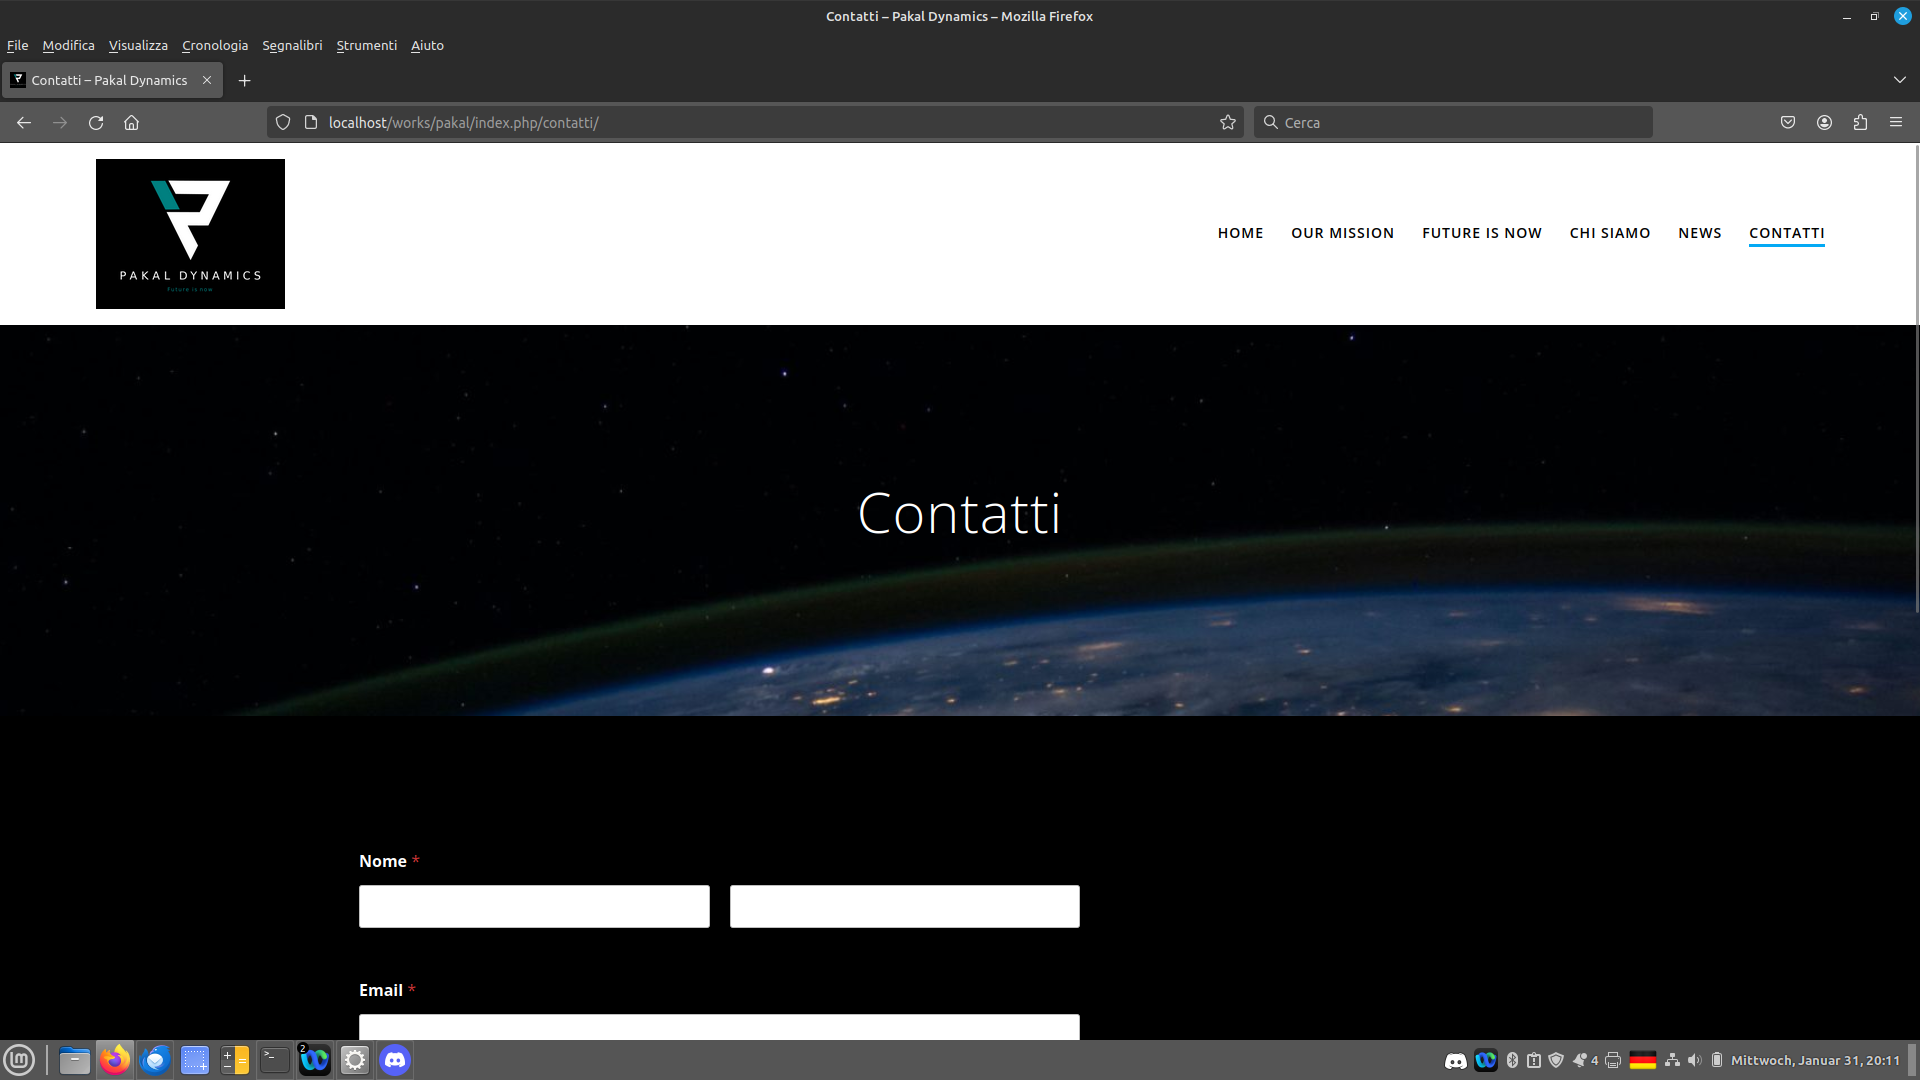 Contatti – Pakal Dynamics – Mozilla Firefox
File Modifica Visualizza Cronologia Segnalibri Strumenti Aiuto
Contatti – Pakal Dynamics
localhost/works/pakal/index.php/contatti/
Cerca
PAKAL DYNAMICS
Future is now
HOME OUR MISSION FUTURE IS NOW CHI SIAMO NEWS CONTATTI
Contatti
Nome *
Email *
2
4
Mittwoch, Januar 31, 20:11